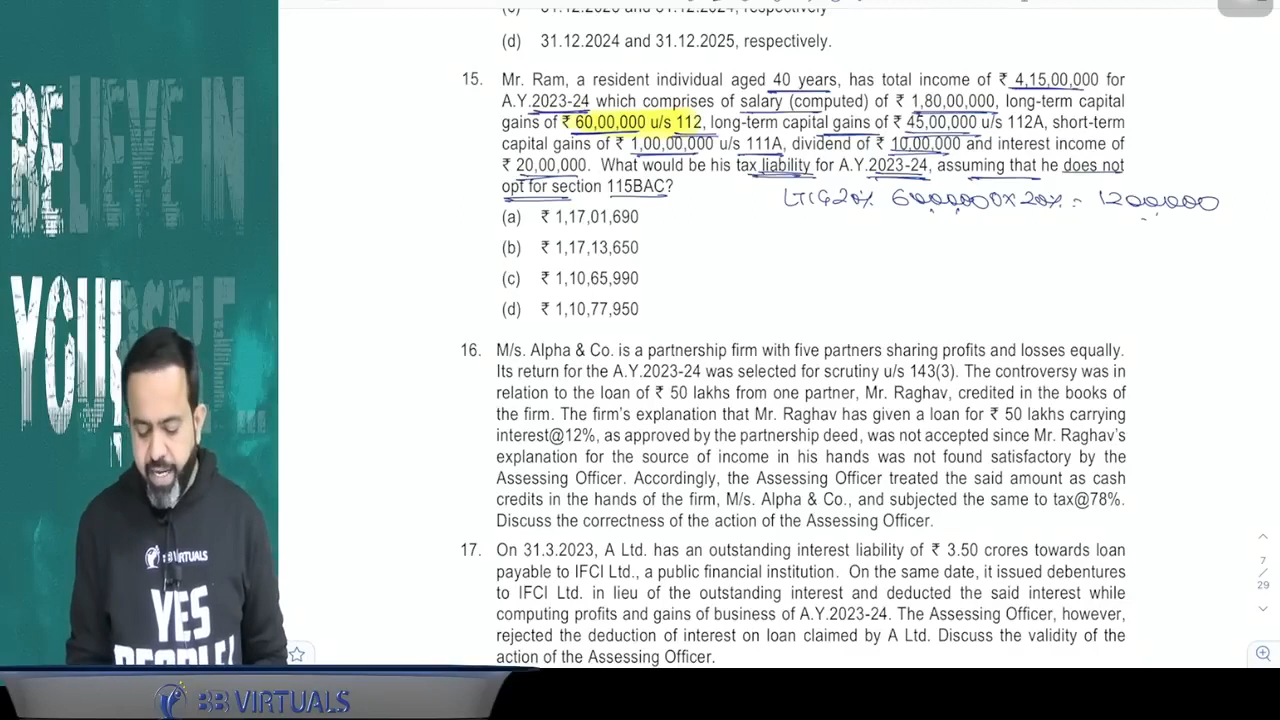 (d) 31.12.2024 and 31.12.2025, respectively.
15. Mr. Ram, a resident individual aged 40 years, has total income of ₹ 4,15,00,000 for
A.Y.2023-24 which comprises of salary (computed) of ₹ 1,80,00,000, long-term capital
gains of ₹ 60,00,000 u/s 112, long-term capital gains of ₹ 45,00,000 u/s 112A, short-term
capital gains of ₹ 1,00,00,000 u/s 111A, dividend of ₹ 10,00,000 and interest income of
₹ 20,00,000. What would be his tax liability for A.Y.2023-24, assuming that he does not
opt for section 115BAC?
LTCG 20% 6000000 x 20% = 1200000
(a) ₹ 1,17,01,690
(b) ₹ 1,17,13,650
(c) ₹ 1,10,65,990
(d) ₹ 1,10,77,950
16. M/s. Alpha & Co. is a partnership firm with five partners sharing profits and losses equally.
Its return for the A.Y.2023-24 was selected for scrutiny u/s 143(3). The controversy was in
relation to the loan of ₹ 50 lakhs from one partner, Mr. Raghav, credited in the books of
the firm. The firm's explanation that Mr. Raghav has given a loan for ₹ 50 lakhs carrying
interest@12%, as approved by the partnership deed, was not accepted since Mr. Raghav's
explanation for the source of income in his hands was not found satisfactory by the
Assessing Officer. Accordingly, the Assessing Officer treated the said amount as cash
credits in the hands of the firm, M/s. Alpha & Co., and subjected the same to tax@78%.
Discuss the correctness of the action of the Assessing Officer.
17. On 31.3.2023, A Ltd. has an outstanding interest liability of ₹ 3.50 crores towards loan
payable to IFCI Ltd., a public financial institution. On the same date, it issued debentures
to IFCI Ltd. in lieu of the outstanding interest and deducted the said interest while
computing profits and gains of business of A.Y.2023-24. The Assessing Officer, however,
rejected the deduction of interest on loan claimed by A Ltd. Discuss the validity of the
action of the Assessing Officer.
7
/
29
BELIEVE IN
YOU
BB VIRTUALS
YES
PEOPLE!
BB VIRTUALS